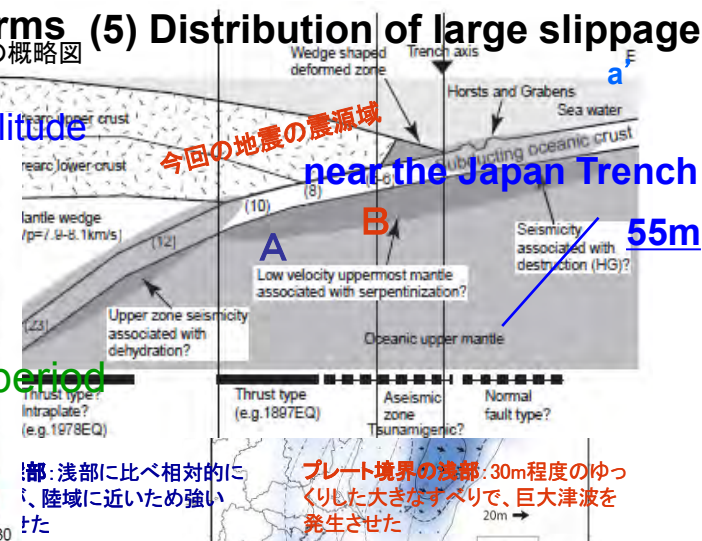 rms (5) Distribution of large slippage
の概略図
Wedge shaped
deformed zone
Trench axis
a'
Horsts and Grabens
Sea water
litude
rearc upper crust
今回の地震の震源域
Subducting oceanic crust
rearc lower crust
near the Japan Trench
(8)
(10)
B
55m
antle wedge
/p=7.9-8.1km/s]
(12)
A
Seismicity
associated with
destruction (HG)?
Low velocity uppermost mantle
associated with serpentinization?
Upper zone seismicity
associated with
dehydration?
(23)
Oceanic upper mantle
period
Thrust type?
Intraplate?
(e.g.1978EQ)
Thrust type
(e.g.1897EQ)
Aseismic
zone
Tsunamigenic?
Normal
fault type?
部:浅部に比べ相対的に
が、陸域に近いため強い
せた
プレート境界の浅部:30m程度のゆっ
くりした大きなすべりで、巨大津波を
発生させた
20m
30